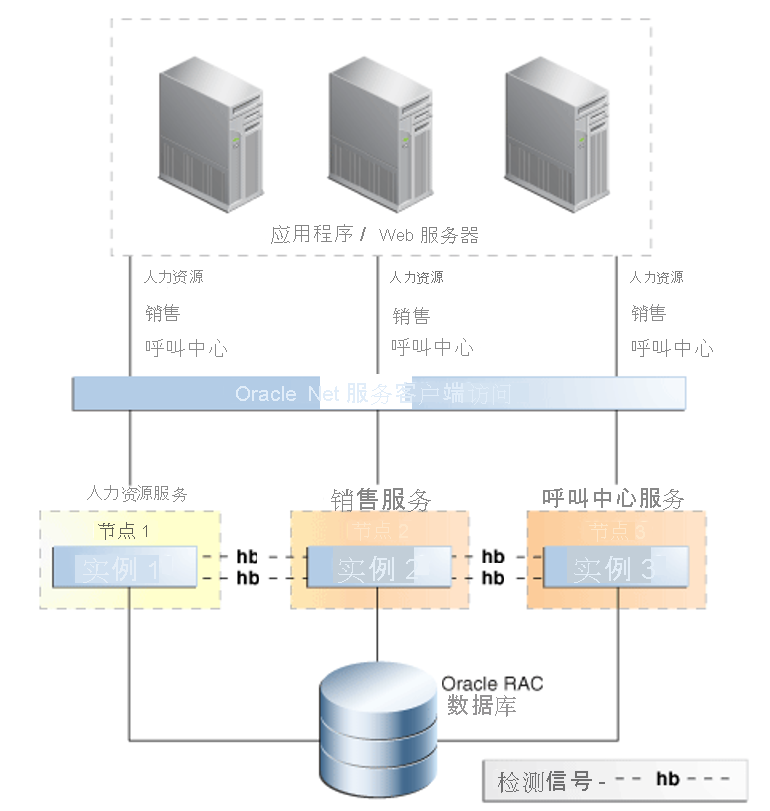 应用程序 / Web 服务器
人力资源
人力资源
人力资源
销售
销售
销售
呼叫中心
呼叫中心
呼叫中心
Oracle Net 服务客户端访问
人力资源服务
销售服务
呼叫中心服务
节点 1
节点 2
节点 3
实例 1
hb
实例 2
hb
实例 3
hb
hb
Oracle RAC
数据库
检测信号 - -- hb ---